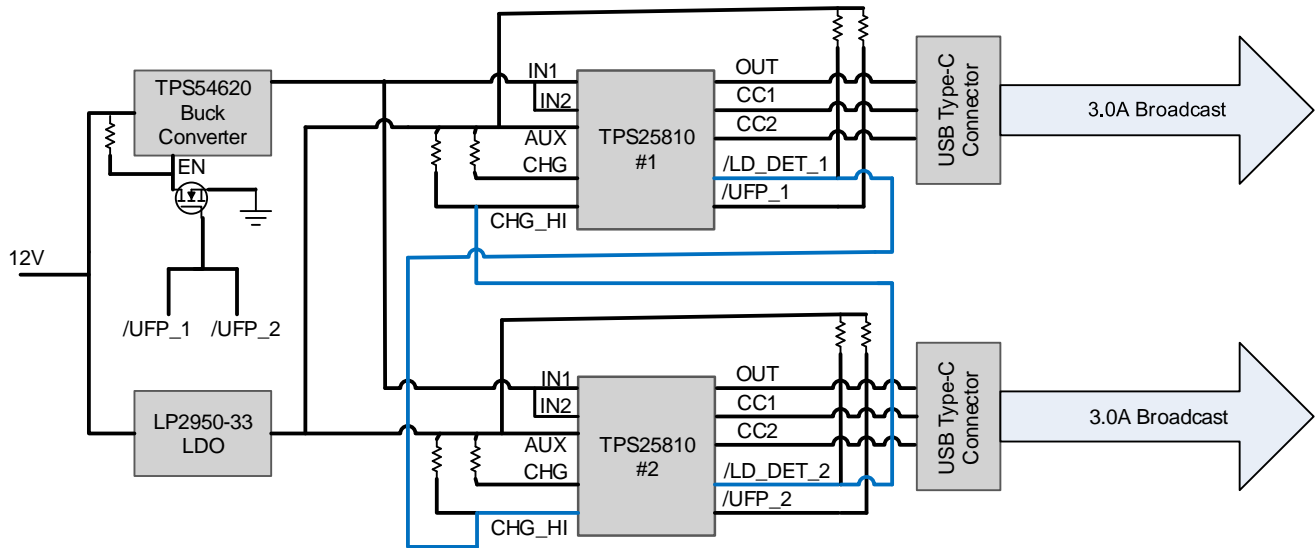 TPS54620
Buck
Converter
EN
12V
/UFP_1
/UFP_2
LP2950-33
LDO
IN1
IN2
AUX
CHG
CHG_HI
TPS25810
#1
OUT
CC1
CC2
/LD_DET_1
/UFP_1
USB Type-C
Connector
3.0A Broadcast
IN1
IN2
AUX
CHG
CHG_HI
TPS25810
#2
OUT
CC1
CC2
/LD_DET_2
/UFP_2
USB Type-C
Connector
3.0A Broadcast